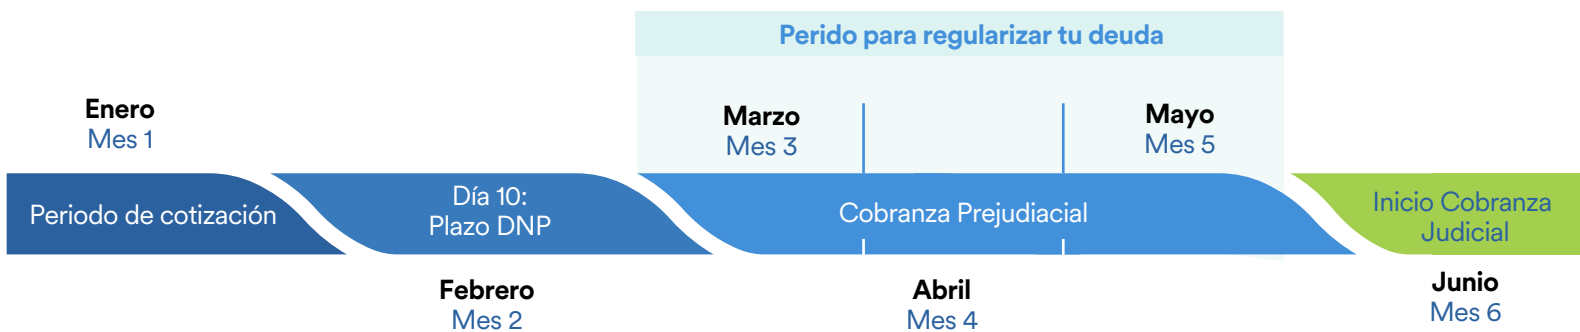 Perido para regularizar tu deuda
Enero
Mes 1
Marzo
Mes 3
Mayo
Mes 5
Periodo de cotización
Día 10:
Plazo DNP
Cobranza Prejudiacial
Inicio Cobranza
Judicial
Febrero
Mes 2
Abril
Mes 4
Junio
Mes 6